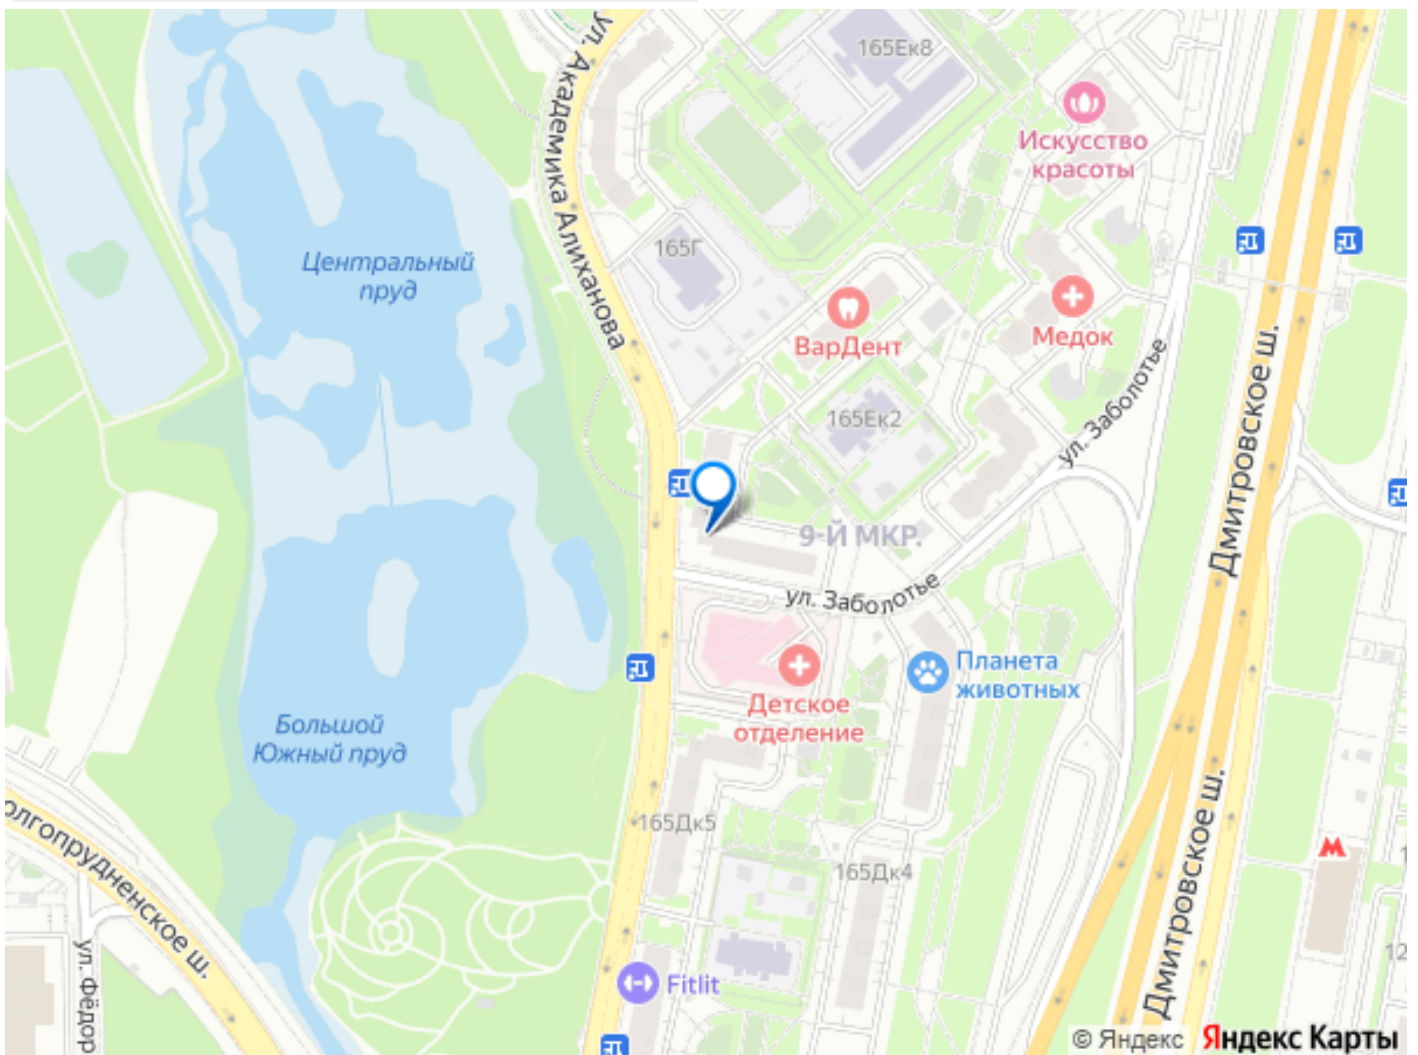 165Ек8
ул. Академика Алиханова
Искусство
красоты
165Г
Центральный
пруд
Медок
ВарДент
Дмитровское ш.
ул. Заболотье
165Ек2
9-Й МКР.
ул. Заболотье
Планета
животных
Детское
отделение
Большой
Южный пруд
165Дк5
олгопрудненское ш.
165Дк4
Дмитровское ш.
ул. Фёдор
Fitlit
12
© Яндекс Яндекс Карты